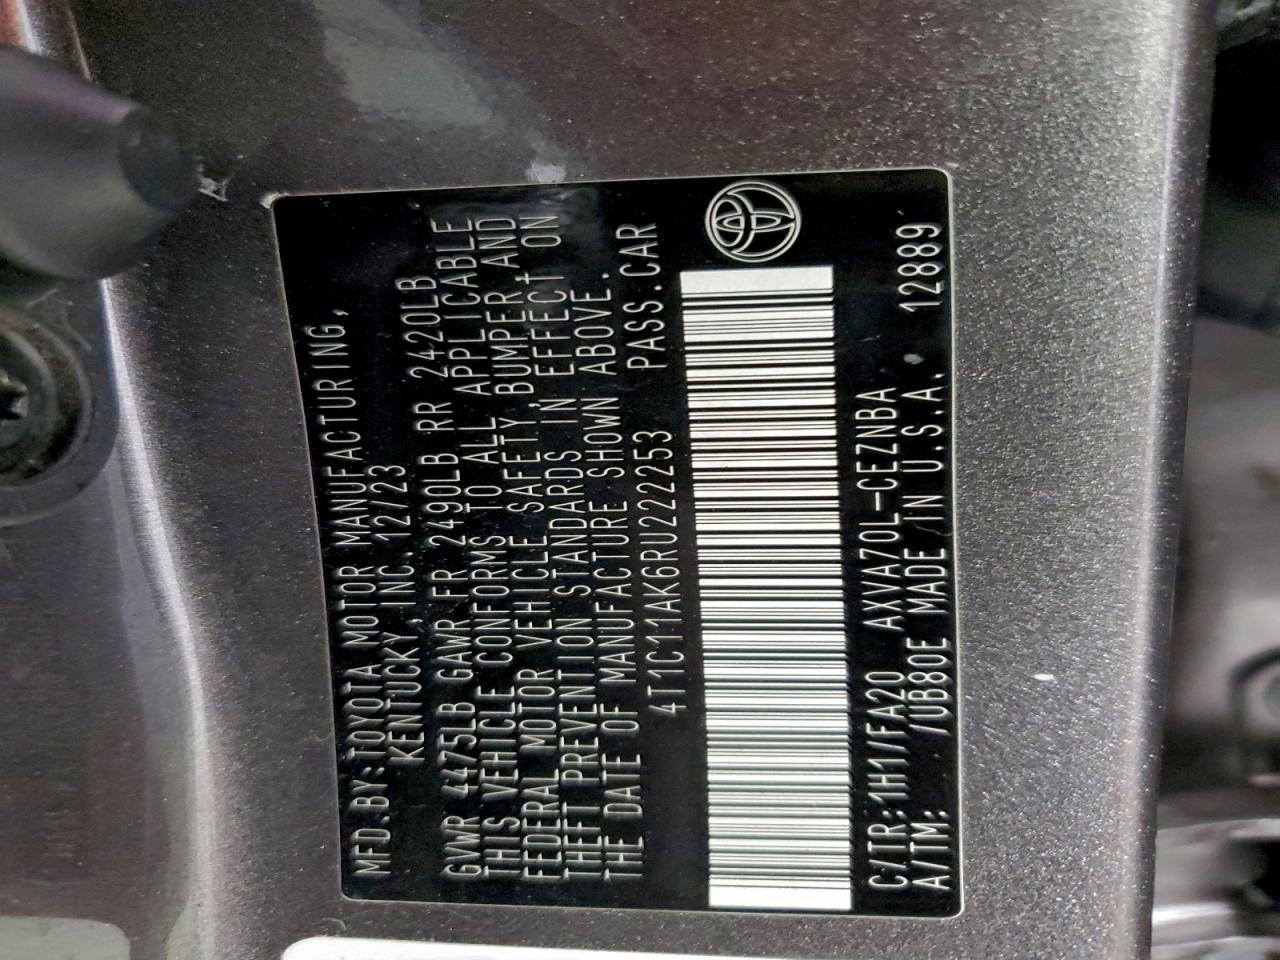 MFD.BY:TOYOTA MOTOR MANUFACTURING,
KENTUCKY, INC. 12/23
GVWR 4475LB GAWR FR 2490LB RR 2420LB
THIS VEHICLE CONFORMS TO ALL APPLICABLE
FEDERAL MOTOR VEHICLE SAFETY, BUMPER, AND
THEFT PREVENTION STANDARDS IN EFFECT ON
THE DATE OF MANUFACTURE SHOWN ABOVE.
4T1C11AK6RU222253 PASS.CAR
C/TR:1H1/FA20 AXVA70L-CEZNBA
A/TM: /UB80E MADE IN U.S.A. 12889